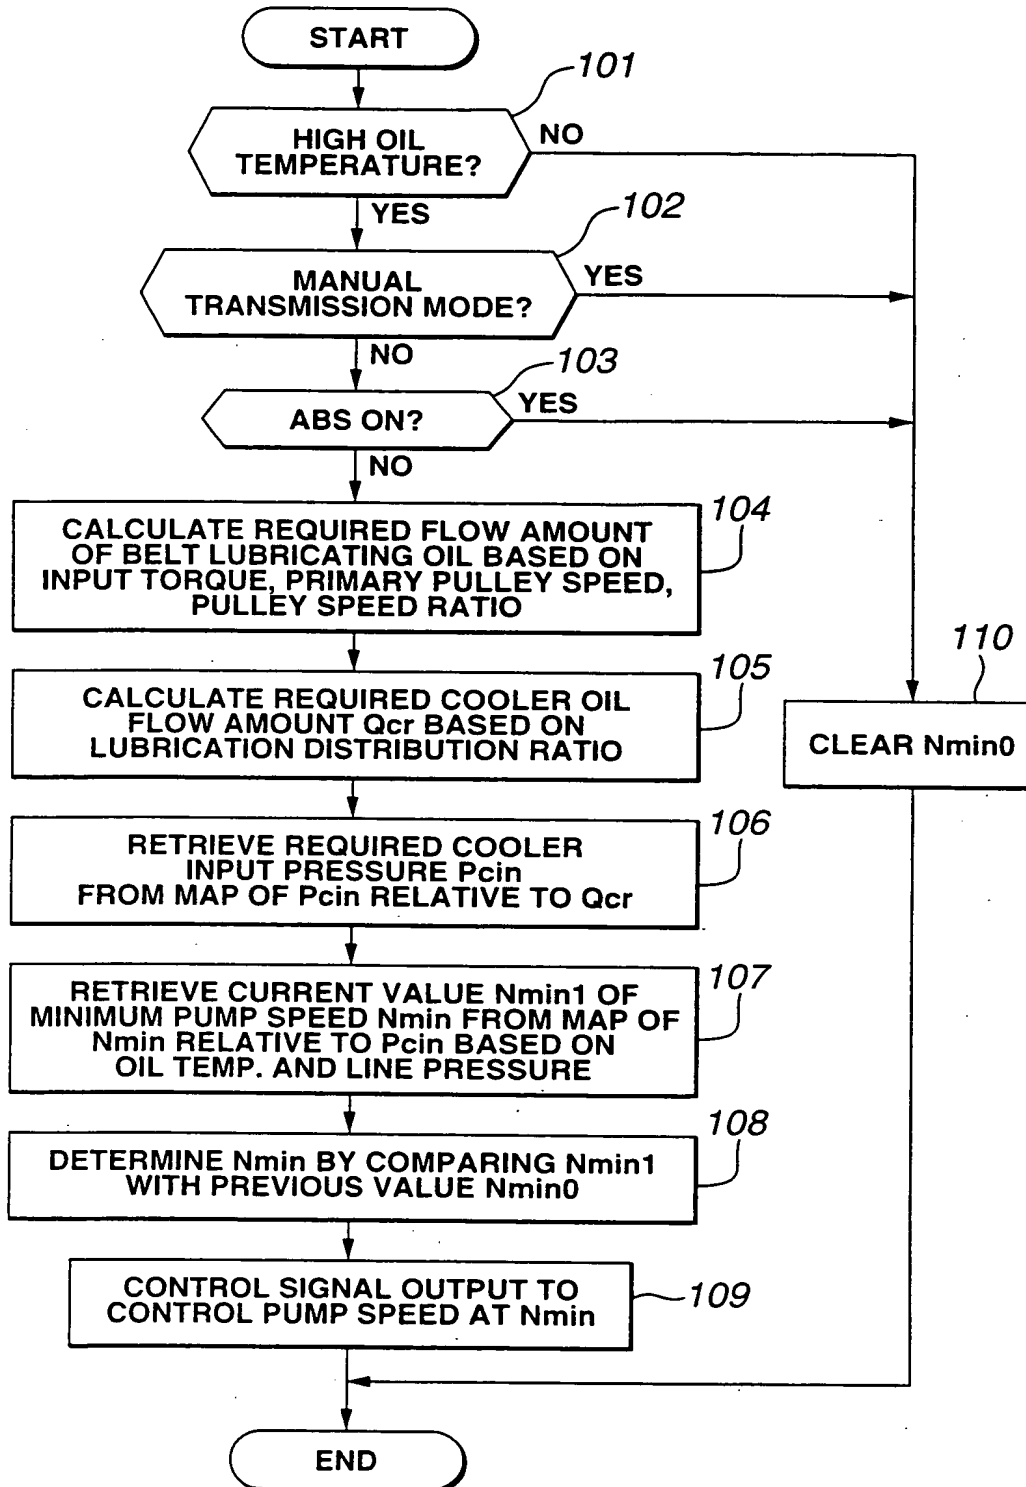 START
101
HIGH OIL
TEMPERATURE?
NO
YES
102
MANUAL
TRANSMISSION MODE?
YES
NO
103
ABS ON?
YES
NO
104
CALCULATE REQUIRED FLOW AMOUNT
OF BELT LUBRICATING OIL BASED ON
INPUT TORQUE, PRIMARY PULLEY SPEED,
PULLEY SPEED RATIO
105
CALCULATE REQUIRED COOLER OIL
FLOW AMOUNT Qcr BASED ON
LUBRICATION DISTRIBUTION RATIO
110
CLEAR Nmin0
106
RETRIEVE REQUIRED COOLER
INPUT PRESSURE Pcin
FROM MAP OF Pcin RELATIVE TO Qcr
107
RETRIEVE CURRENT VALUE Nmin1 OF
MINIMUM PUMP SPEED Nmin FROM MAP OF
Nmin RELATIVE TO Pcin BASED ON
OIL TEMP. AND LINE PRESSURE
108
DETERMINE Nmin BY COMPARING Nmin1
WITH PREVIOUS VALUE Nmin0
CONTROL SIGNAL OUTPUT TO
CONTROL PUMP SPEED AT Nmin
109
END